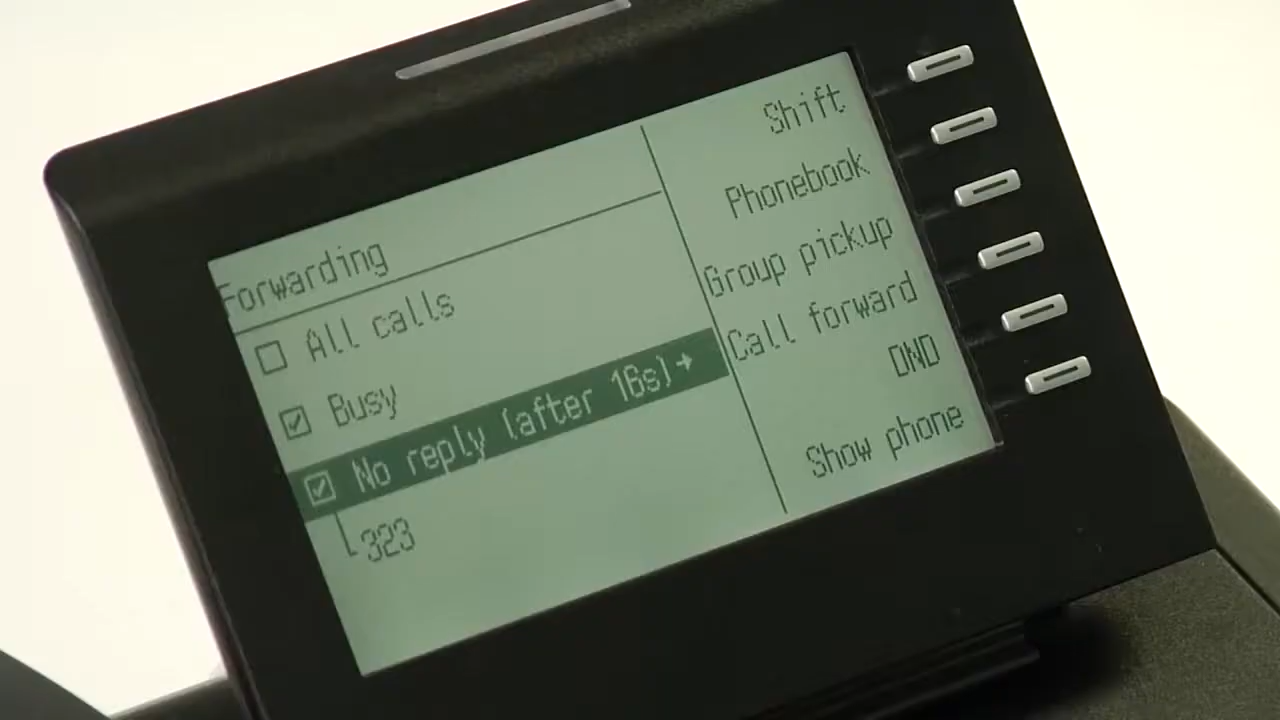 Forwarding
All calls
Busy
No reply (after 16s)→
323
Shift
Phonebook
Group pickup
Call forward
DND
Show phone